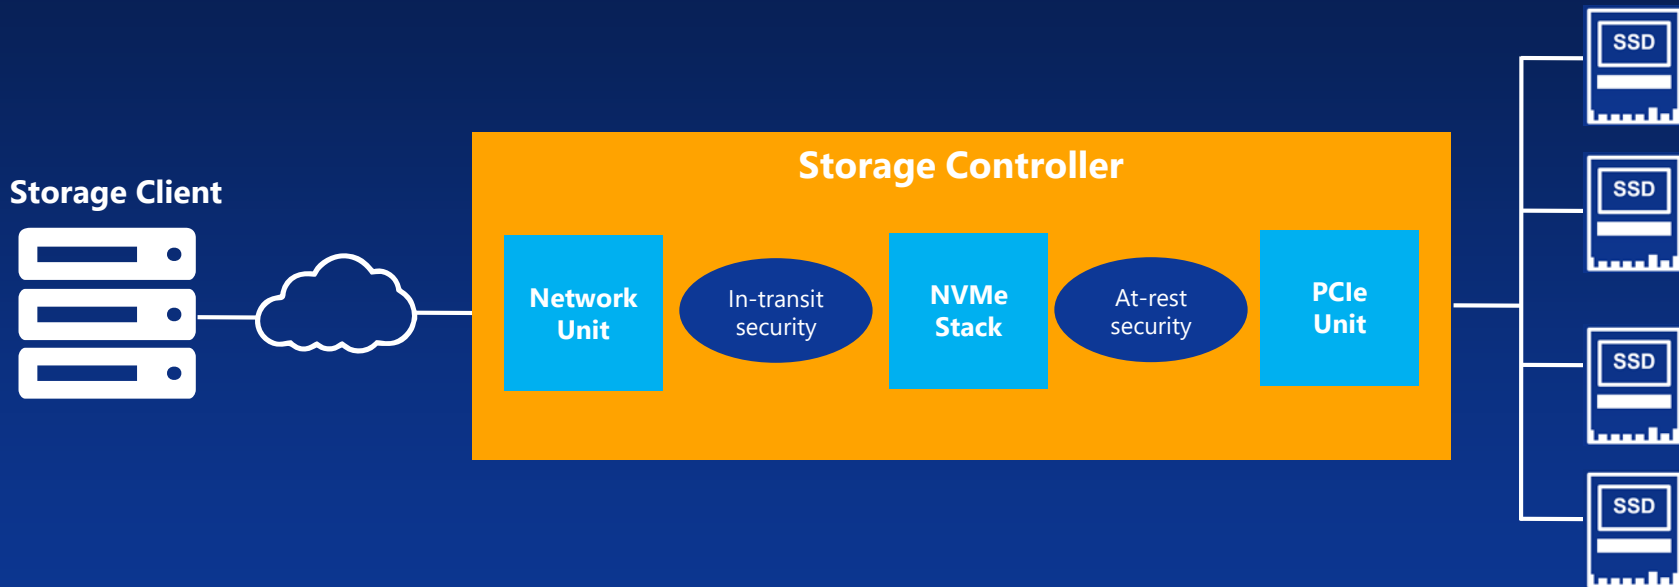 Storage Client
Storage Controller
Network
Unit
In-transit
security
NVMe
Stack
At-rest
security
PCIe
Unit
SSD
SSD
SSD
SSD